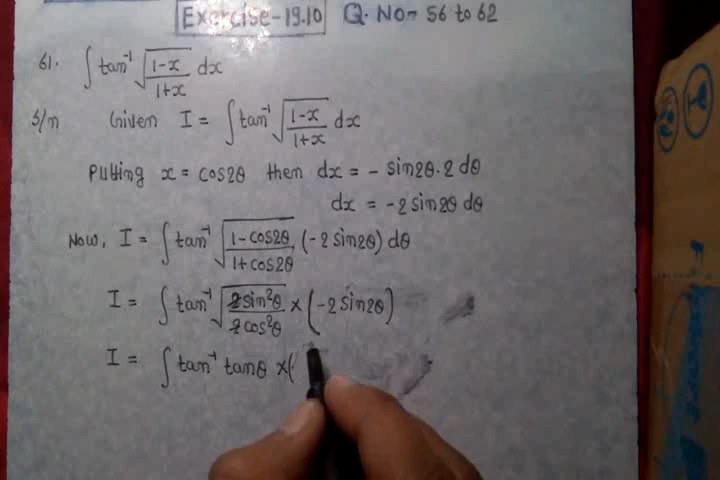 Exercise-19.10 Q. No- 56 to 62
61. ∫ tan⁻¹ √((1-x)/(1+x)) dx
S/n Given I = ∫ tan⁻¹ √((1-x)/(1+x)) dx
Putting x = cos2θ then dx = - sin2θ·2 dθ
dx = -2 sin2θ dθ
Now, I = ∫ tan⁻¹ √((1-cos2θ)/(1+cos2θ)) (-2 sin2θ) dθ
I = ∫ tan⁻¹ √((2sin²θ)/(2cos²θ)) × (-2 sin2θ)
I = ∫ tan⁻¹ tanθ ×(